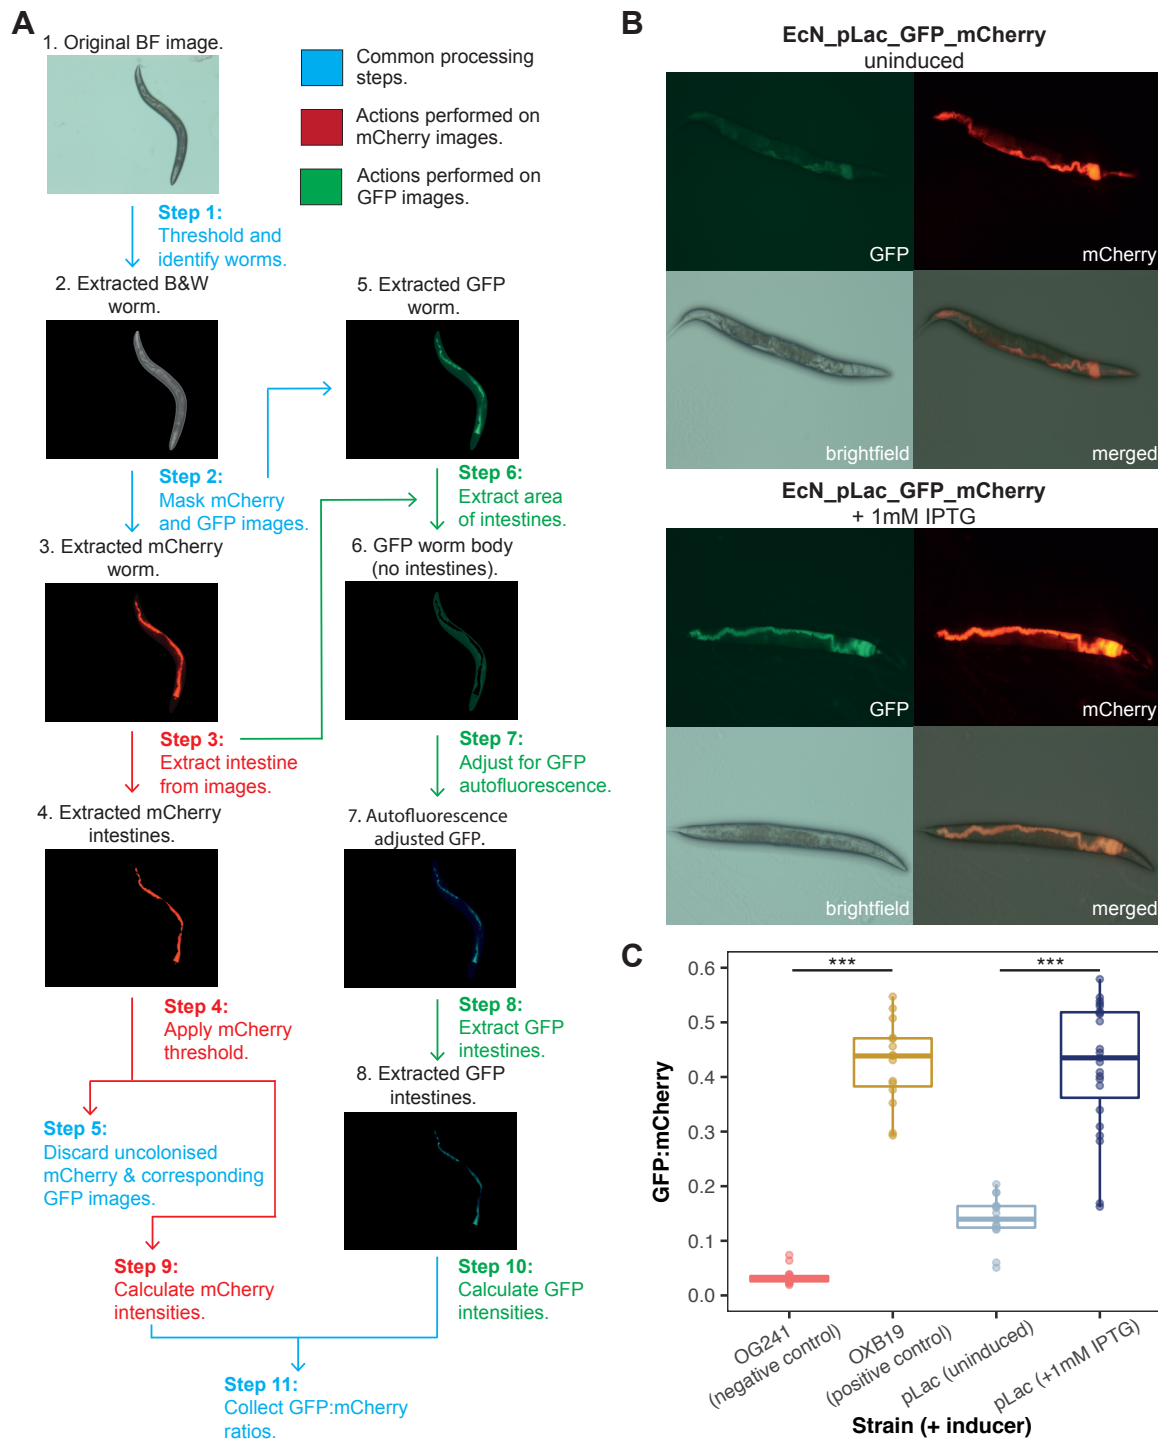 A
1. Original BF image.
Common processing
steps.
Actions performed on
mCherry images.
Actions performed on
GFP images.
Step 1:
Threshold and
identify worms.
2. Extracted B&W
worm.
5. Extracted GFP
worm.
Step 2:
Mask mCherry
and GFP images.
Step 6:
Extract area
of intestines.
3. Extracted mCherry
worm.
6. GFP worm body
(no intestines).
Step 3:
Extract intestine
from images.
Step 7:
Adjust for GFP
autofluorescence.
4. Extracted mCherry
intestines.
7. Autofluorescence
adjusted GFP.
Step 4:
Apply mCherry
threshold.
Step 8:
Extract GFP
intestines.
8. Extracted GFP
intestines.
Step 5:
Discard uncolonised
mCherry & corresponding
GFP images.
Step 9:
Calculate mCherry
intensities.
Step 10:
Calculate GFP
intensities.
Step 11:
Collect GFP:mCherry
ratios.
B
EcN_pLac_GFP_mCherry
uninduced
GFP
mCherry
brightfield
merged
EcN_pLac_GFP_mCherry
+ 1mM IPTG
GFP
mCherry
brightfield
merged
C
***
***
0.6
0.5
0.4
0.3
0.2
0.1
0.0
GFP:mCherry
OG241
(negative control)
OXB19
(positive control)
pLac (uninduced)
pLac (+1mM IPTG)
Strain (+ inducer)